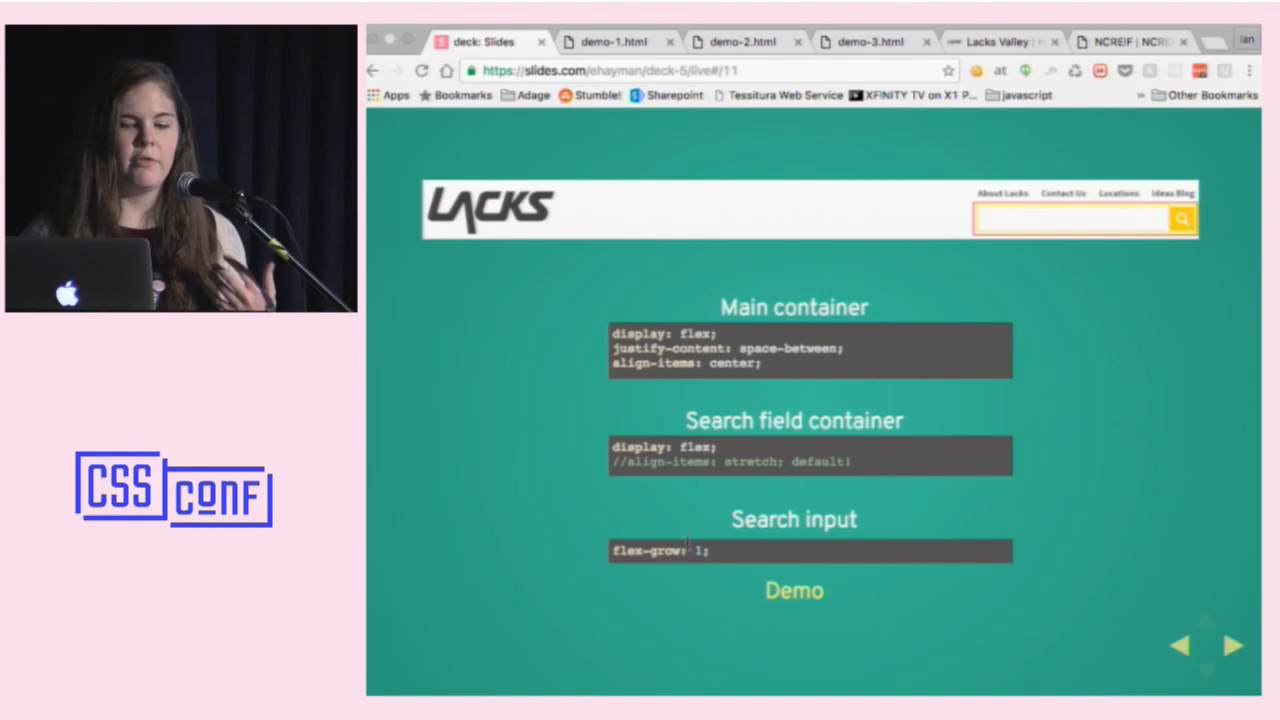 deck: Slides
demo-1.html
demo-2.html
demo-3.html
Lacks Valley |
NCREIF | NCRE
Ian
https://slides.com/ehayman/deck-5/live#/11
at
Apps
Bookmarks
Adage
Stumble!
Sharepoint
Tessitura Web Service
XFINITY TV on X1 P...
javascript
»
Other Bookmarks
LACKS
About Lacks
Contact Us
Locations
Ideas Blog
Main container
display: flex;
justify-content: space-between;
align-items: center;
Search field container
display: flex;
//align-items: stretch; default!
Search input
flex-grow: 1;
Demo
CSS
CONF